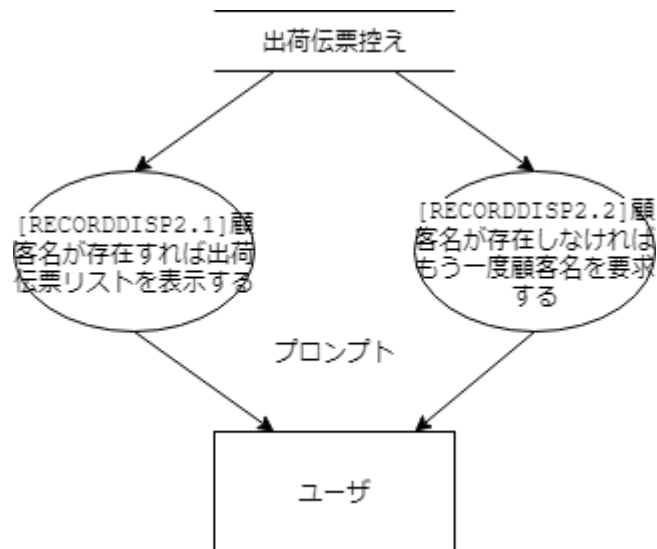 出荷伝票控え
[RECORDDISP2.1]顧
客名が存在すれば出荷
伝票リストを表示する
[RECORDDISP2.2]顧
客名が存在しなければ
もう一度顧客名を要求
する
プロンプト
ユーザ